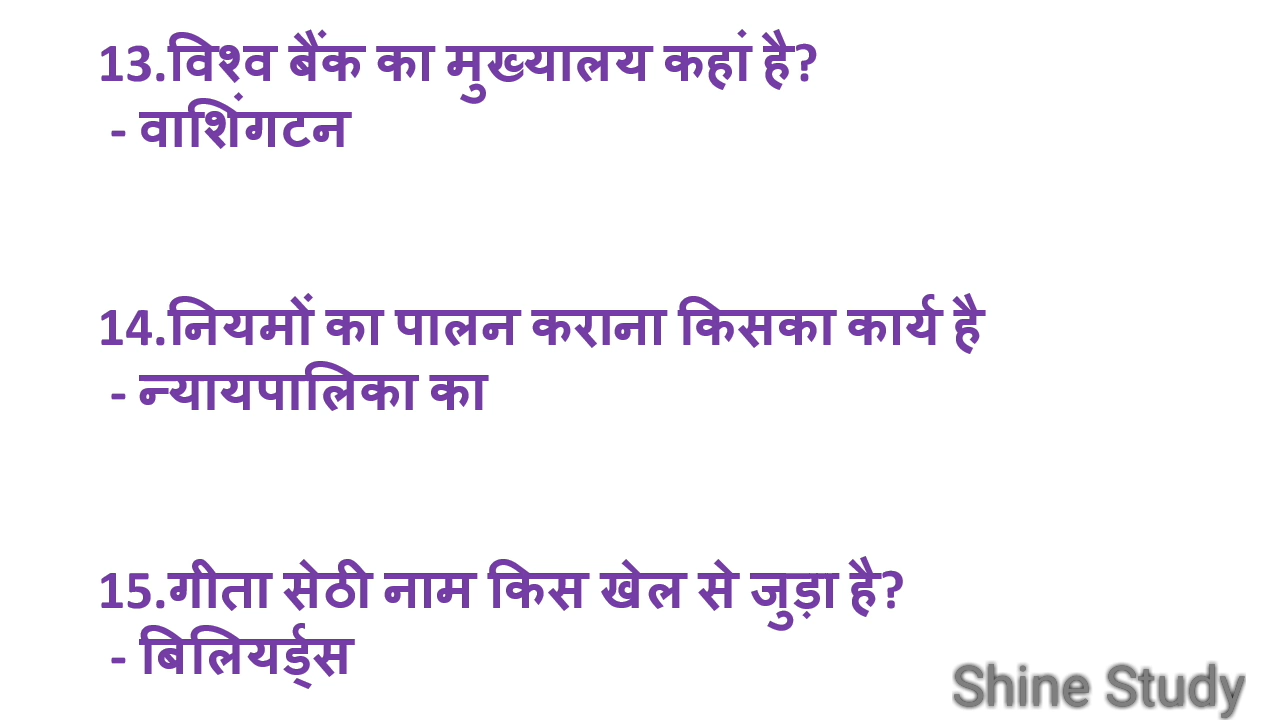 13.विश्व बैंक का मुख्यालय कहां है?
- वाशिंगटन
14.नियमों का पालन कराना किसका कार्य है
- न्यायपालिका का
15.गीता सेठी नाम किस खेल से जुड़ा है?
- बिलियर्ड्स
Shine Study